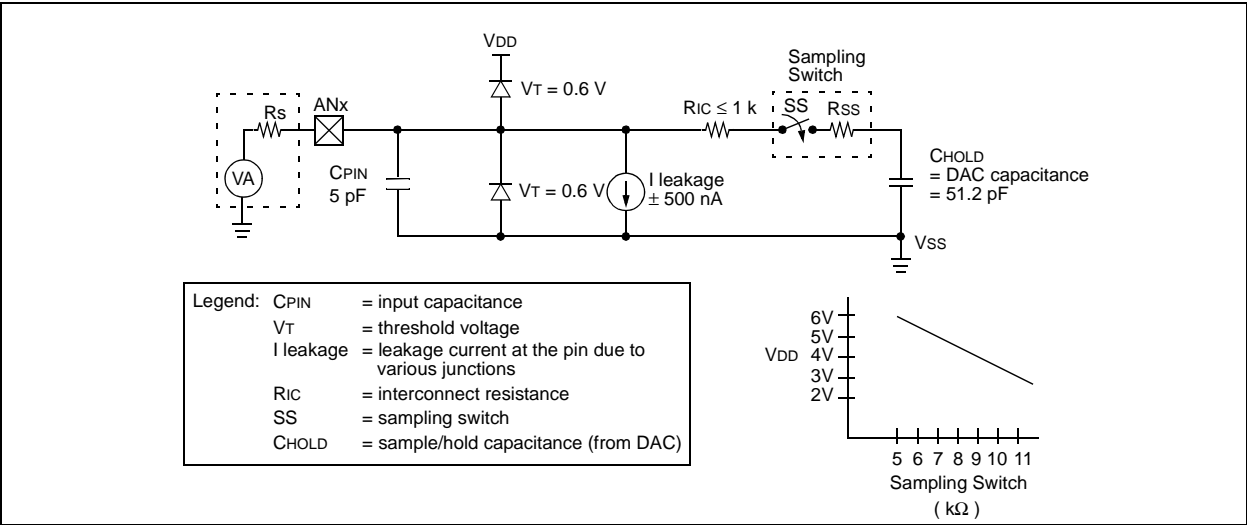 VDD
VT = 0.6 V
Sampling
Switch
RS
ANx
RIC ≤ 1 k
SS
RSS
VA
CPIN
5 pF
VT = 0.6 V
I leakage
± 500 nA
CHOLD
= DAC capacitance
= 51.2 pF
VSS
Legend: CPIN = input capacitance
VT = threshold voltage
I leakage = leakage current at the pin due to
various junctions
RIC = interconnect resistance
SS = sampling switch
CHOLD = sample/hold capacitance (from DAC)
6V
5V
VDD 4V
3V
2V
5 6 7 8 9 10 11
Sampling Switch
( kΩ )